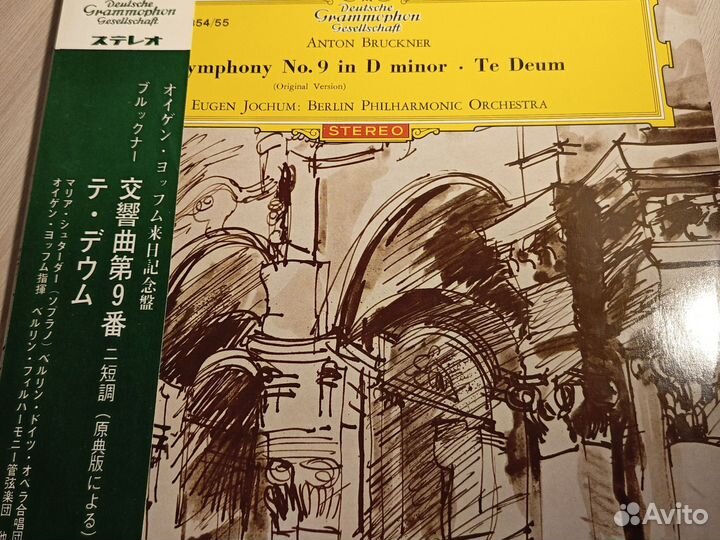 Deutsche
Grammophon
Gesellschaft
ステレオ
オイゲン・ヨッフム来日記念盤
ブルックナー
交響曲第9番 ニ短調(原典版による)
テ・デウム
マリア・シュターダー(ソプラノ)ベルリン・ドイツ・オペラ合唱団
オイゲン・ヨッフム指揮 ベルリン・フィルハーモニー管弦楽団 他
Deutsche
Grammophon
Gesellschaft
354/55
ANTON BRUCKNER
ymphony No. 9 in D minor · Te Deum
(Original Version)
EUGEN JOCHUM: BERLIN PHILHARMONIC ORCHESTRA
STEREO
Avito